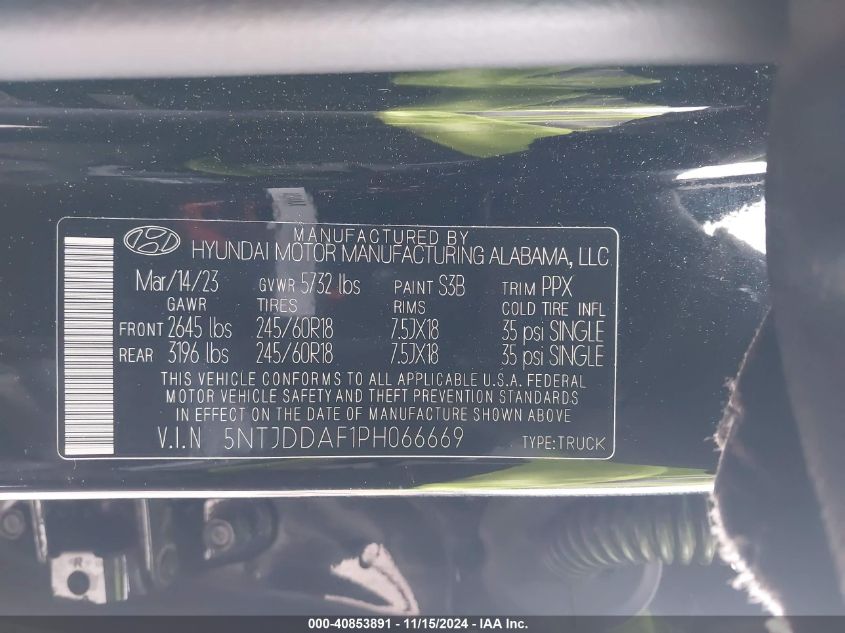 MANUFACTURED BY
HYUNDAI MOTOR MANUFACTURING ALABAMA, LLC
Mar/14/23 GVWR 5732 lbs PAINT S3B TRIM PPX
GAWR TIRES RIMS COLD TIRE INFL
FRONT 2645 lbs 245/60R18 7.5JX18 35 psi SINGLE
REAR 3196 lbs 245/60R18 7.5JX18 35 psi SINGLE
THIS VEHICLE CONFORMS TO ALL APPLICABLE U.S.A. FEDERAL
MOTOR VEHICLE SAFETY AND THEFT PREVENTION STANDARDS
IN EFFECT ON THE DATE OF MANUFACTURE SHOWN ABOVE
V.I.N 5NTJDDAF1PH066669 TYPE:TRUCK
R
000-40853891 - 11/15/2024 - IAA Inc.